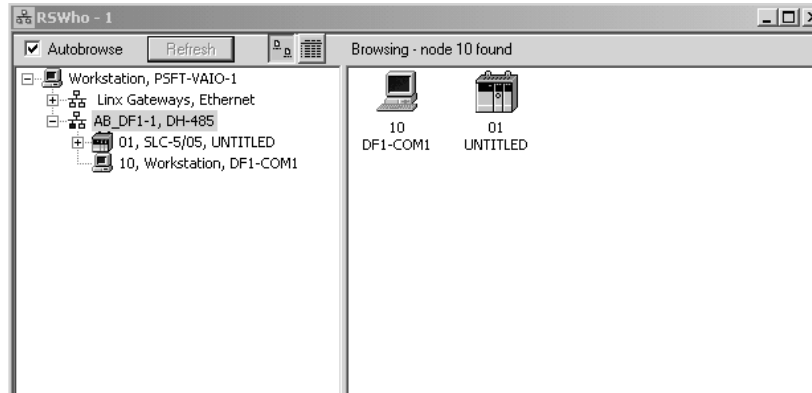 RSWho - 1
Autobrowse Refresh Browsing - node 10 found
Workstation, PSFT-VAIO-1
Linx Gateways, Ethernet
AB_DF1-1, DH-485
01, SLC-5/05, UNTITLED
10, Workstation, DF1-COM1
10
DF1-COM1
01
UNTITLED